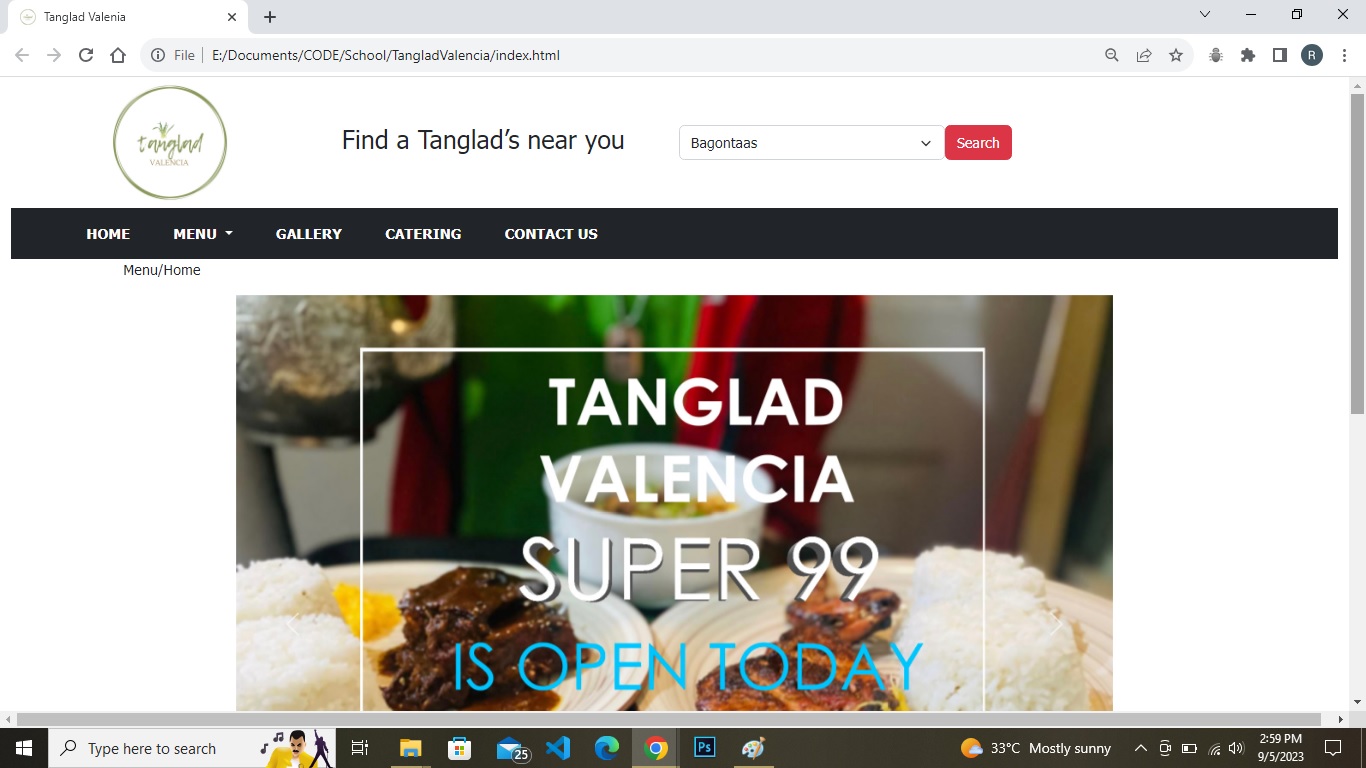 Tanglad Valenia
File
E:/Documents/CODE/School/TangladValencia/index.html
R
tanglad
VALENCIA
Find a Tanglad’s near you
Bagontaas
Search
HOME MENU GALLERY CATERING CONTACT US
Menu/Home
TANGLAD
VALENCIA
SUPER 99
IS OPEN TODAY
Type here to search
25
Ps
33°C Mostly sunny
2:59 PM
9/5/2023